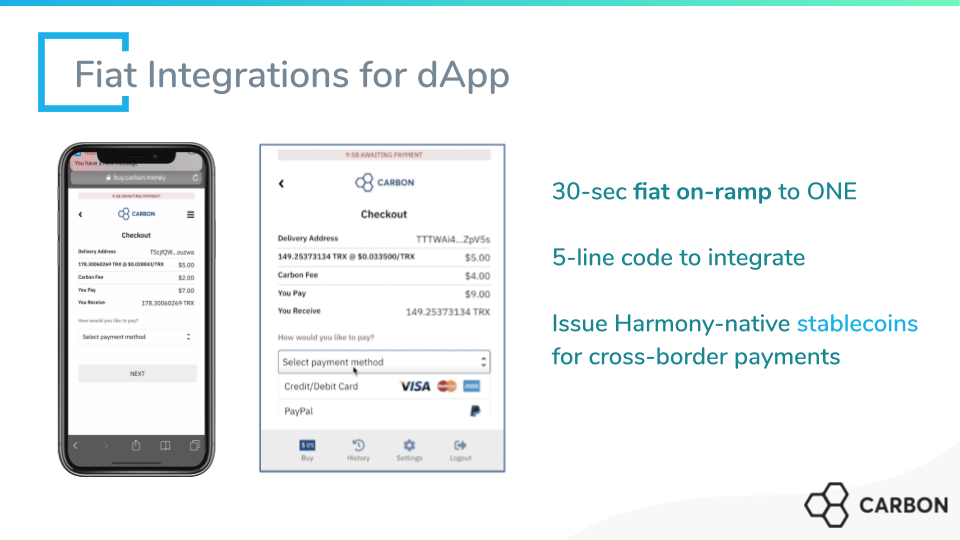 Fiat Integrations for dApp
You have a new message
buy.carbon.money
9:58 AWAITING PAYMENT
CARBON
Checkout
Delivery Address TScjfQW...ouzwa
178.30060269 TRX @ $0.028043/TRX $5.00
Carbon Fee $2.00
You Pay $7.00
You Receive 178.30060269 TRX
How would you like to pay?
Select payment method
NEXT
9:58 AWAITING PAYMENT
CARBON
Checkout
Delivery Address TTTWAi4...ZpV5s
149.25373134 TRX @ $0.033500/TRX $5.00
Carbon Fee $4.00
You Pay $9.00
You Receive 149.25373134 TRX
How would you like to pay?
Select payment method
Credit/Debit Card VISA
PayPal
Buy History Settings Logout
30-sec fiat on-ramp to ONE
5-line code to integrate
Issue Harmony-native stablecoins
for cross-border payments
CARBON